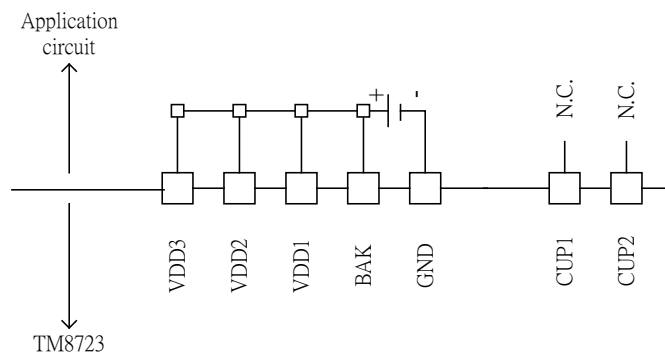 Application
circuit
+
-
N.C.
N.C.
VDD3
VDD2
VDD1
BAK
GND
CUP1
CUP2
TM8723